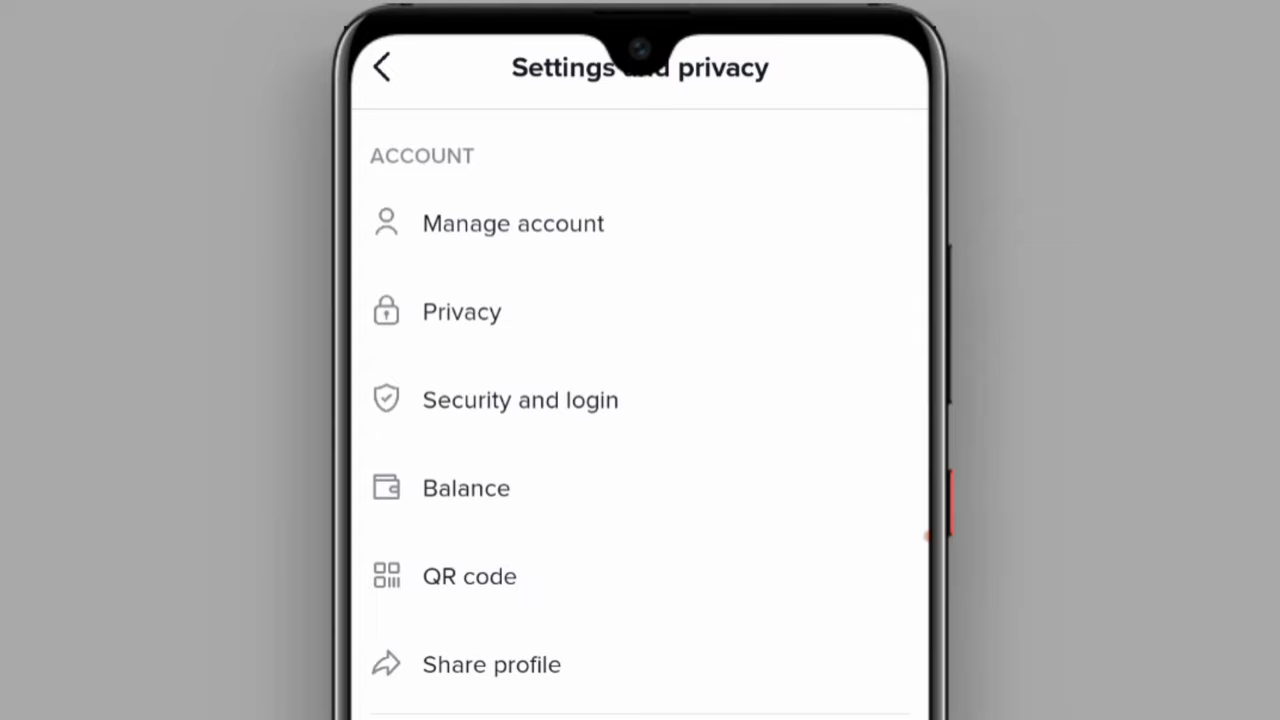 Settings and privacy
ACCOUNT
Manage account
Privacy
Security and login
Balance
QR code
Share profile